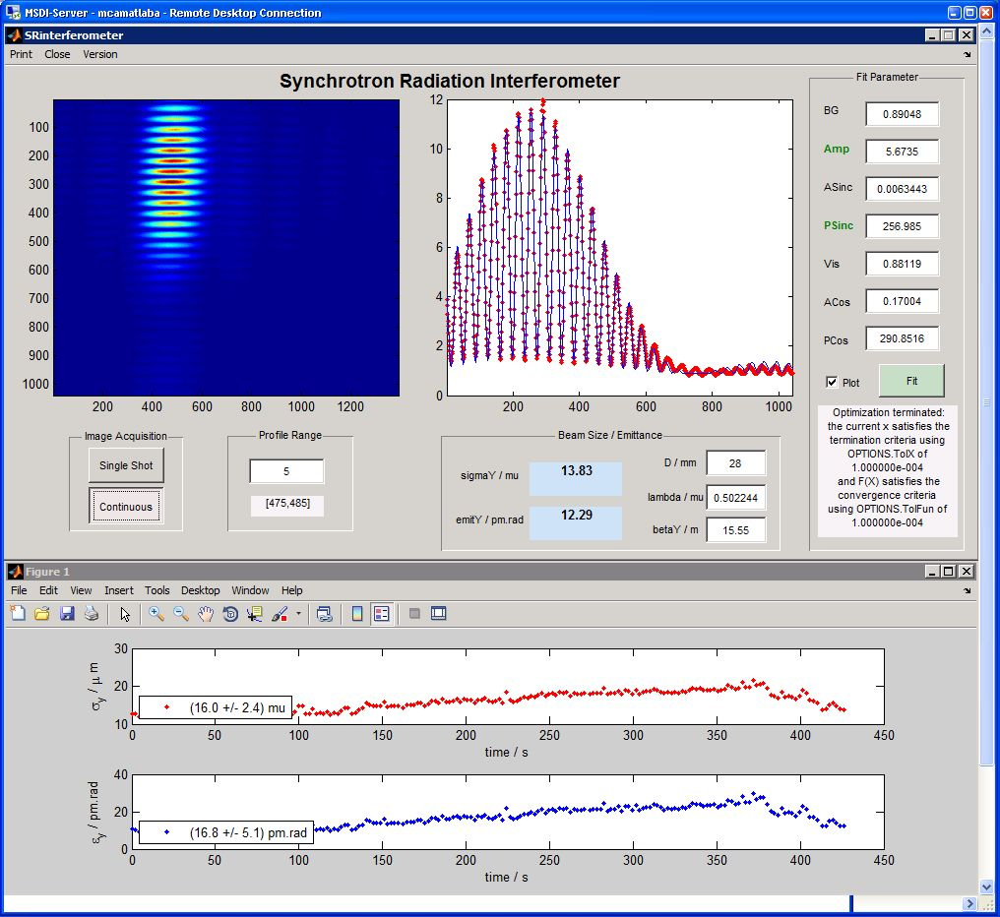 MSDI-Server - mcamatlaba - Remote Desktop Connection
SRinterferometer
Print Close Version
Synchrotron Radiation Interferometer
100
200
300
400
500
600
700
800
900
1000
200 400 600 800 1000 1200
12
10
8
6
4
2
0
200 400 600 800 1000
Fit Parameter
BG 0.89048
Amp 5.6735
ASinc 0.0063443
PSinc 256.985
Vis 0.88119
ACos 0.17004
PCos 290.8516
Plot Fit
Optimization terminated:
the current x satisfies the
termination criteria using
OPTIONS.TolX of
1.000000e-004
and F(X) satisfies the
convergence criteria
using OPTIONS.TolFun of
1.000000e-004
Image Acquisition
Single Shot
Continuous
Profile Range
5
[475,485]
Beam Size / Emittance
sigmaY / mu 13.83
emitY / pm.rad 12.29
D / mm 28
lambda / mu 0.502244
betaY / m 15.55
Figure 1
File Edit View Insert Tools Desktop Window Help
σy / μ m
30
20
10
(16.0 +/- 2.4) mu
0 50 100 150 200 250 300 350 400 450
time / s
εy / pm.rad
40
20
0
(16.8 +/- 5.1) pm.rad
0 50 100 150 200 250 300 350 400 450
time / s